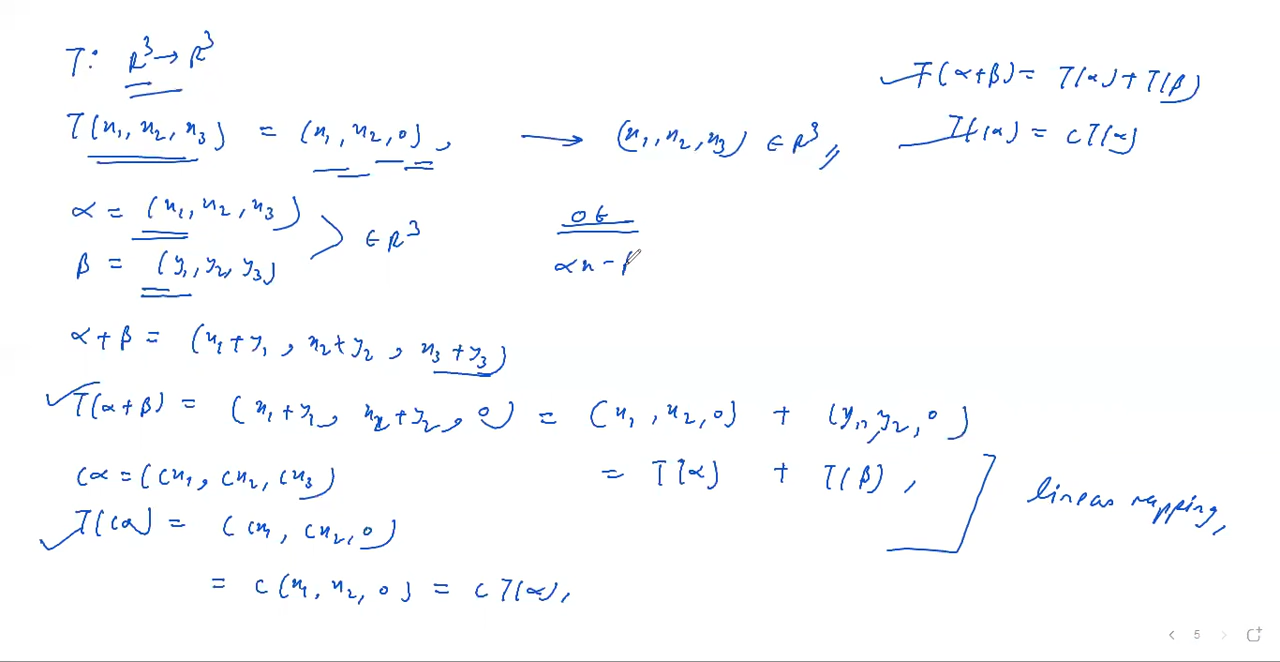 T: R³ → R³
T(α+β) = T(α) + T(β)
T(x₁, x₂, x₃) = (x₁, x₂, 0), → (x₁, x₂, x₃) ∈ R³,
T(α) = cT(α)
α = (x₁, x₂, x₃)
∈ R³
β = (y₁, y₂, y₃)
αx - β
α + β = (x₁ + y₁, x₂ + y₂, x₃ + y₃)
T(α+β) = (x₁ + y₁, x₂ + y₂, 0) = (x₁, x₂, 0) + (y₁, y₂, 0)
= T(α) + T(β),
cα = (cx₁, cx₂, cx₃)
linear mapping,
T(cα) = (cx₁, cx₂, 0)
= c(x₁, x₂, 0) = cT(α),
5